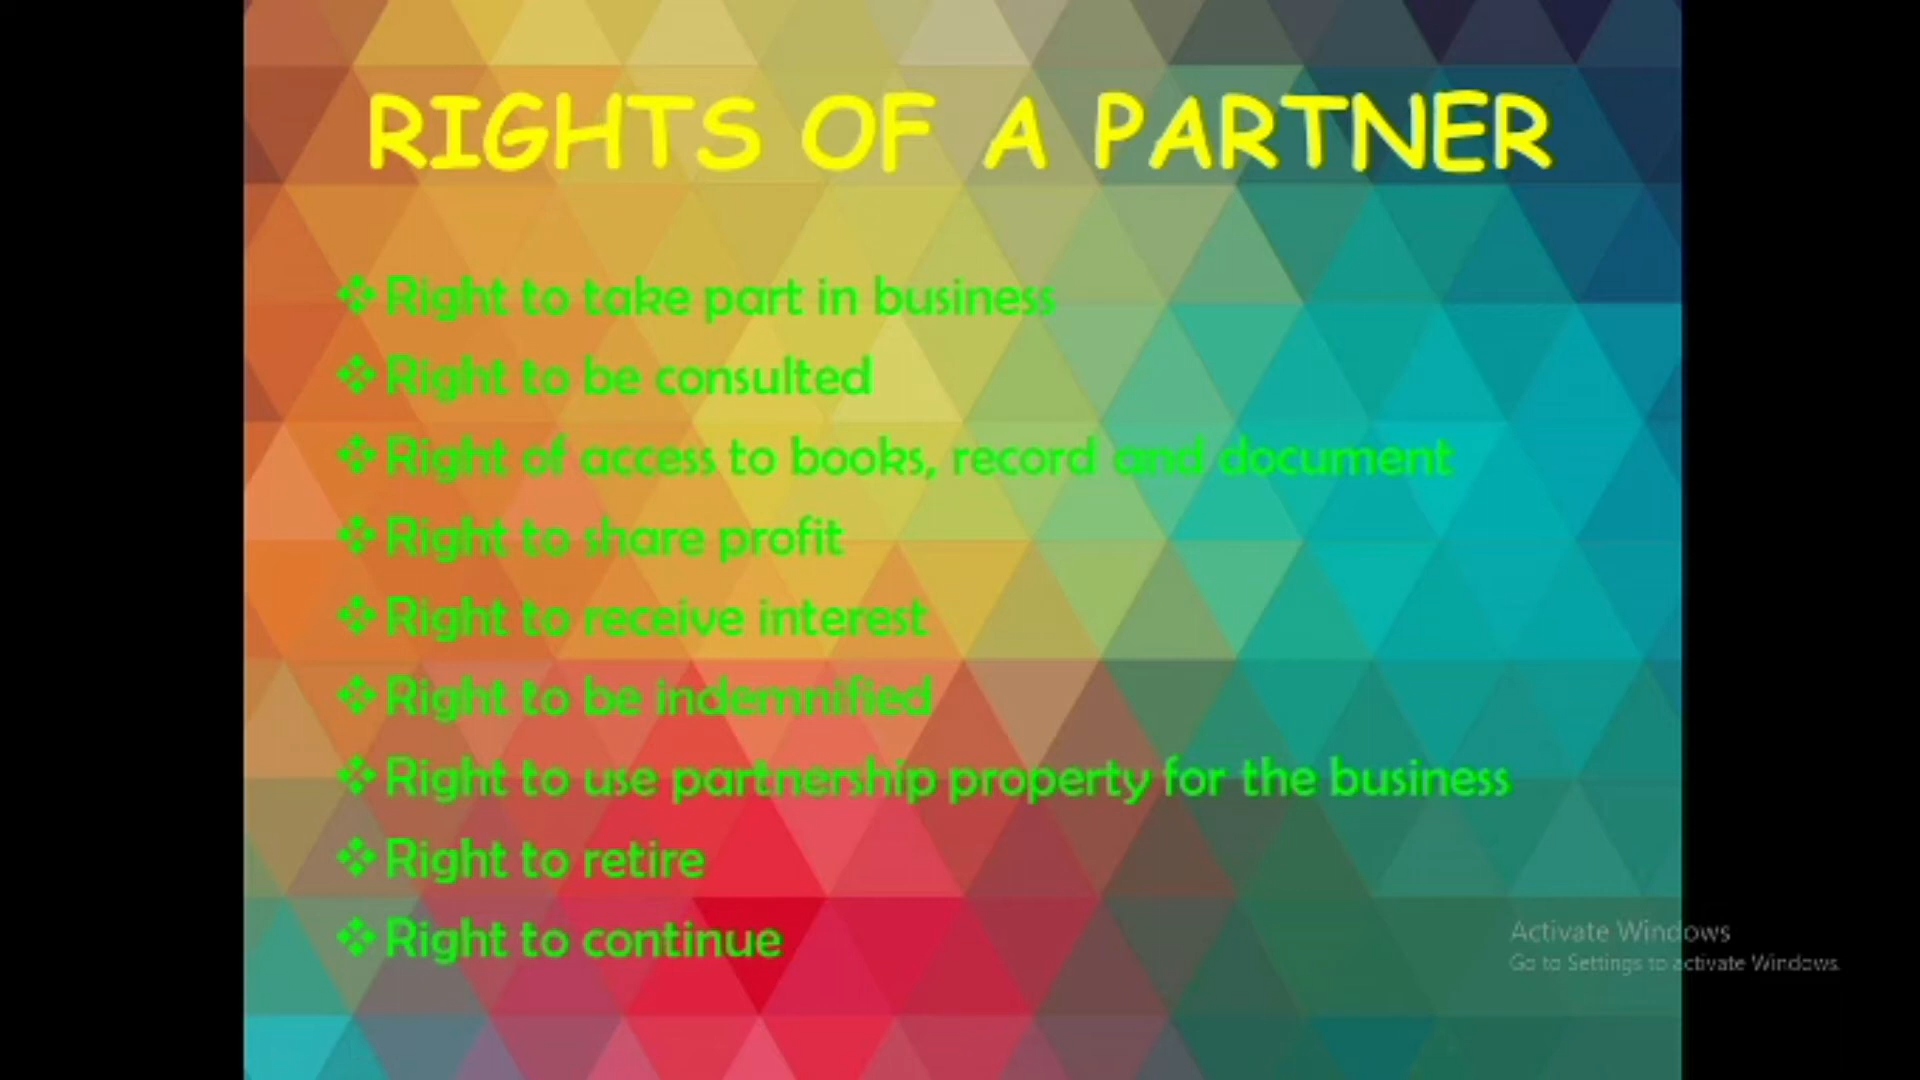 RIGHTS OF A PARTNER
❖Right to take part in business
❖Right to be consulted
❖Right of access to books, record and document
❖Right to share profit
❖Right to receive interest
❖Right to be indemnified
❖Right to use partnership property for the business
❖Right to retire
❖Right to continue
Activate Windows
Go to Settings to activate Windows.